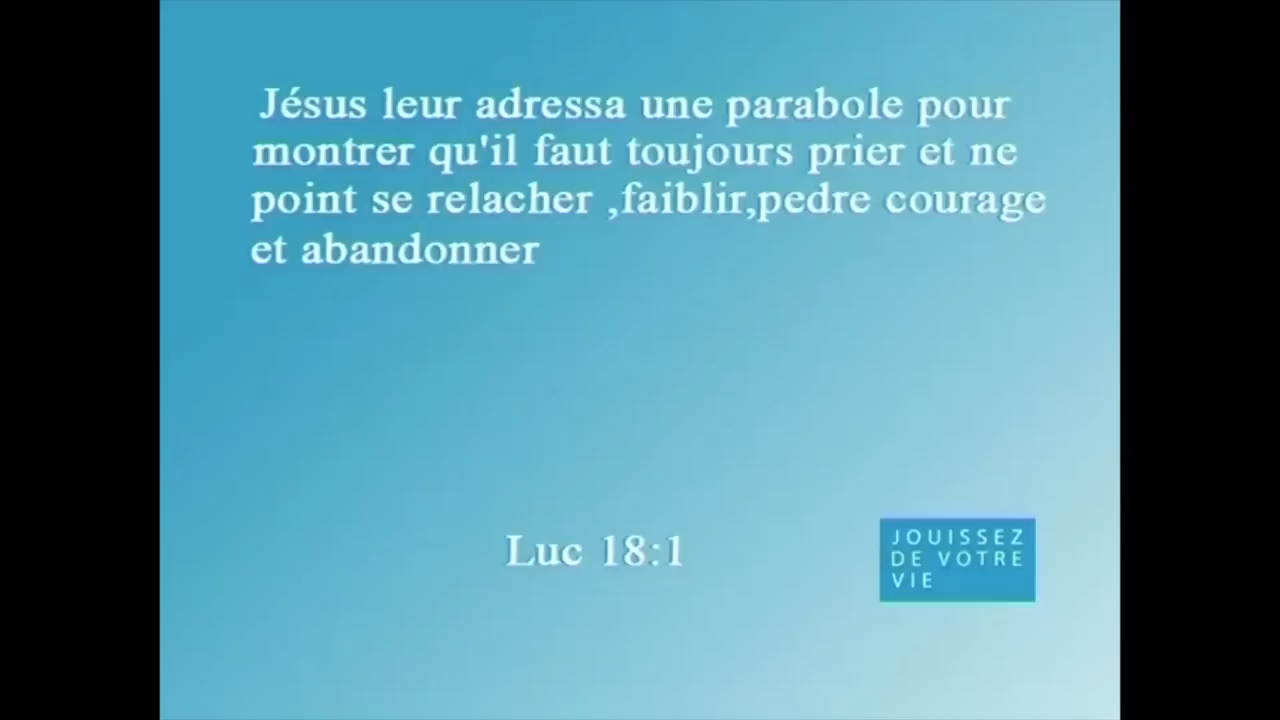 Jésus leur adressa une parabole pour
montrer qu'il faut toujours prier et ne
point se relacher ,faiblir,pedre courage
et abandonner
Luc 18:1
JOUISSEZ
DE VOTRE
VIE